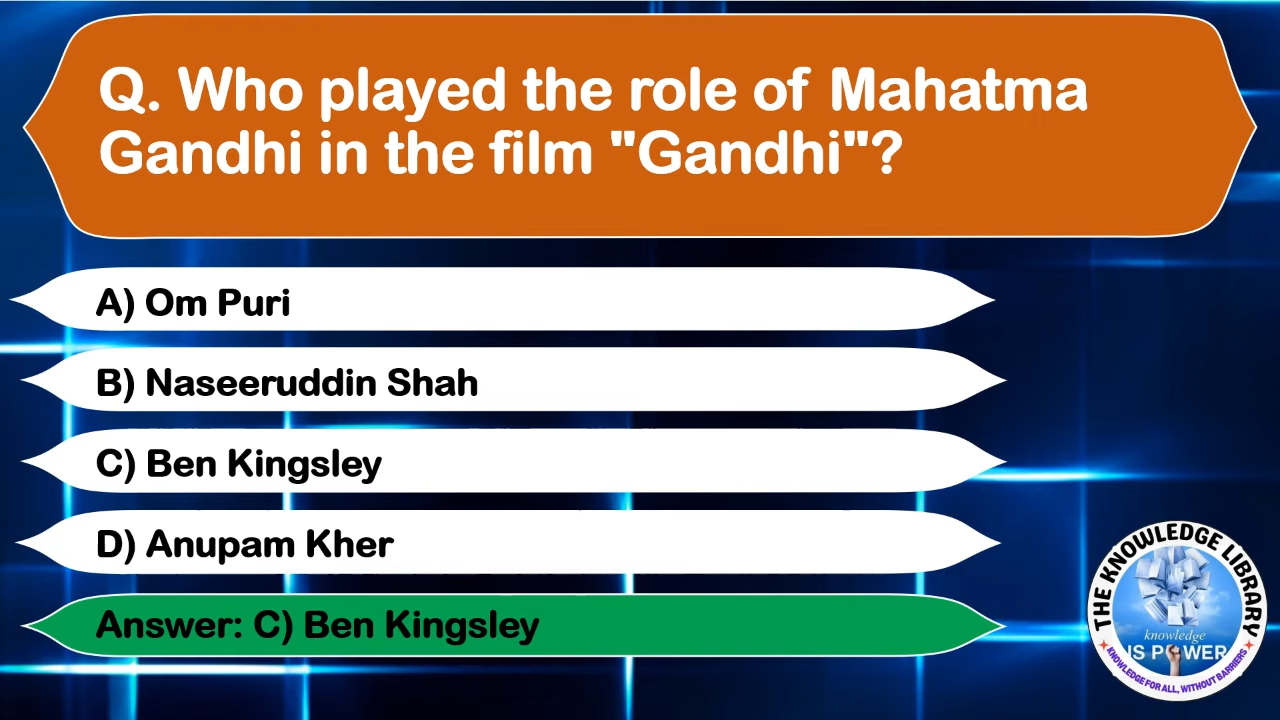 Q. Who played the role of Mahatma
Gandhi in the film "Gandhi"?
A) Om Puri
B) Naseeruddin Shah
C) Ben Kingsley
D) Anupam Kher
Answer: C) Ben Kingsley
THE KNOWLEDGE LIBRARY
knowledge
IS POWER
KNOWLEDGE FOR ALL, WITHOUT BARRIERS